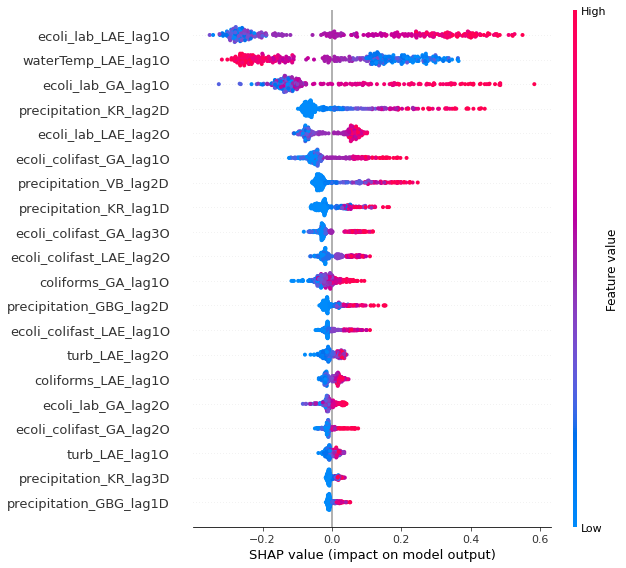 High
ecoli_lab_LAE_lag1O
waterTemp_LAE_lag1O
ecoli_lab_GA_lag1O
precipitation_KR_lag2D
ecoli_lab_LAE_lag2O
ecoli_colifast_GA_lag1O
precipitation_VB_lag2D
precipitation_KR_lag1D
ecoli_colifast_GA_lag3O
ecoli_colifast_LAE_lag2O
coliforms_GA_lag1O
precipitation_GBG_lag2D
ecoli_colifast_LAE_lag1O
turb_LAE_lag2O
coliforms_LAE_lag1O
ecoli_lab_GA_lag2O
ecoli_colifast_GA_lag2O
turb_LAE_lag1O
precipitation_KR_lag3D
precipitation_GBG_lag1D
Feature value
Low
−0.2 0.0 0.2 0.4 0.6
SHAP value (impact on model output)